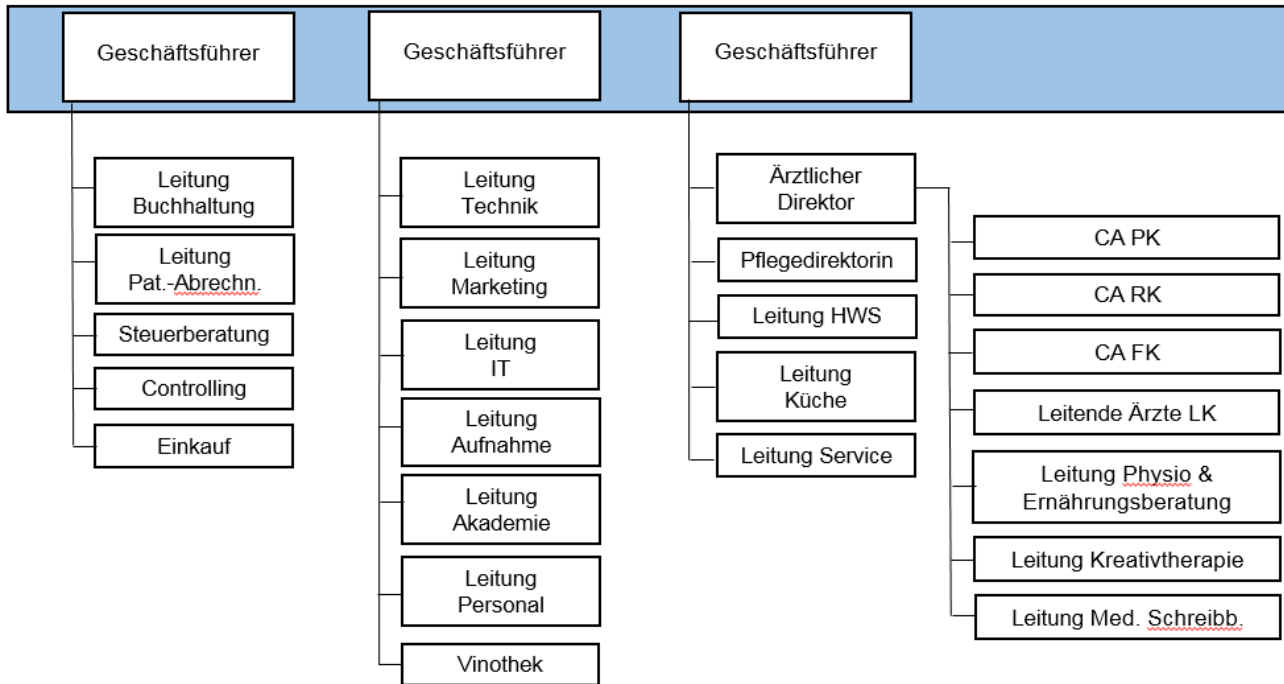 Geschäftsführer
Geschäftsführer
Geschäftsführer
Leitung
Buchhaltung
Leitung
Pat.-Abrechn.
Steuerberatung
Controlling
Einkauf
Leitung
Technik
Leitung
Marketing
Leitung
IT
Leitung
Aufnahme
Leitung
Akademie
Leitung
Personal
Vinothek
Ärztlicher
Direktor
Pflegedirektorin
Leitung HWS
Leitung
Küche
Leitung Service
CA PK
CA RK
CA FK
Leitende Ärzte LK
Leitung Physio &
Ernährungsberatung
Leitung Kreativtherapie
Leitung Med. Schreibb.